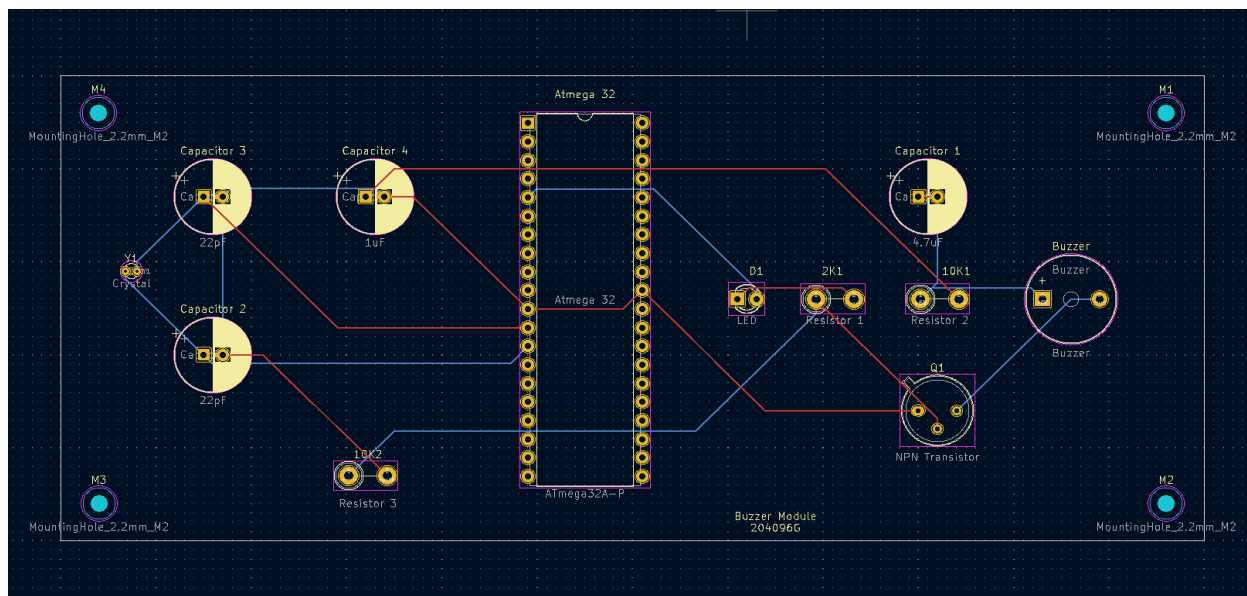 Atmega 32
M4
MountingHole_2.2mm_M2
M1
MountingHole_2.2mm_M2
Capacitor 3
Capacitor 4
Capacitor 1
22pF
1uF
4.7uF
Y1
Crystal
Buzzer
Buzzer
D1
2K1
10K1
Atmega 32
LED
Resistor 1
Resistor 2
Capacitor 2
Buzzer
Q1
22pF
10K2
NPN Transistor
M3
Resistor 3
ATmega32A-P
M2
MountingHole_2.2mm_M2
Buzzer Module
204096G
MountingHole_2.2mm_M2